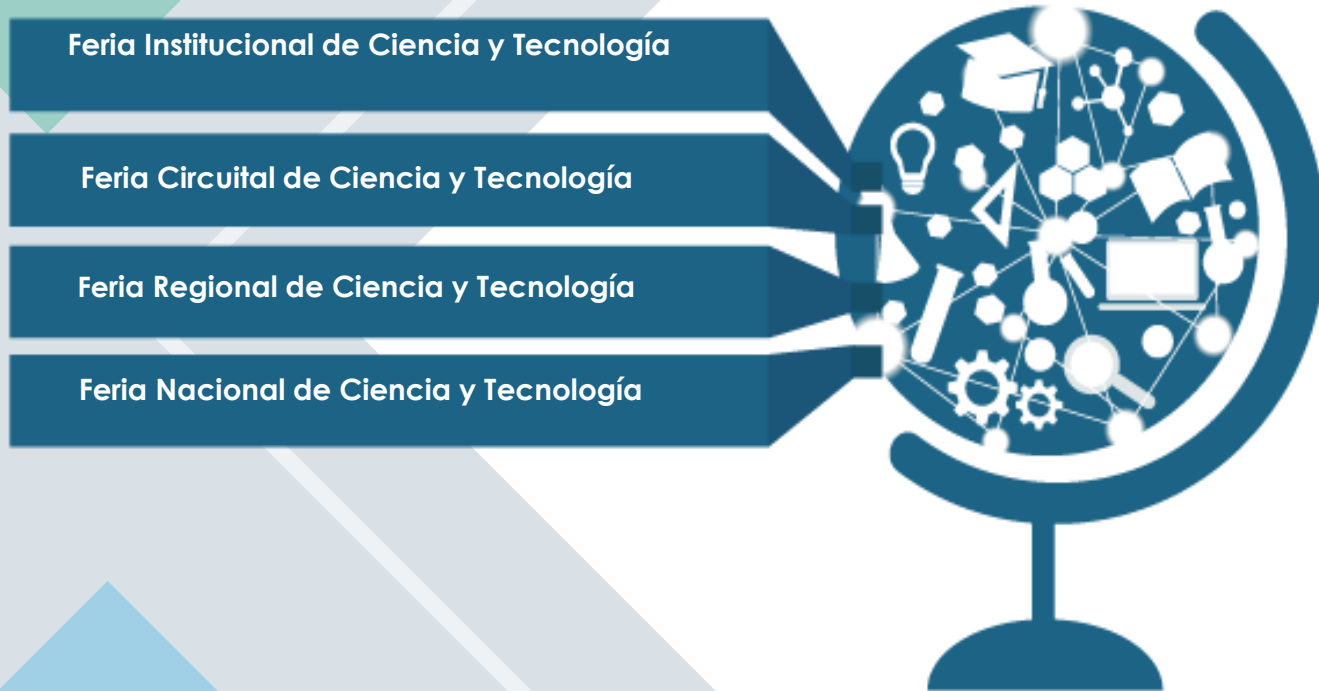 Feria Institucional de Ciencia y Tecnología
Feria Circuital de Ciencia y Tecnología
Feria Regional de Ciencia y Tecnología
Feria Nacional de Ciencia y Tecnología